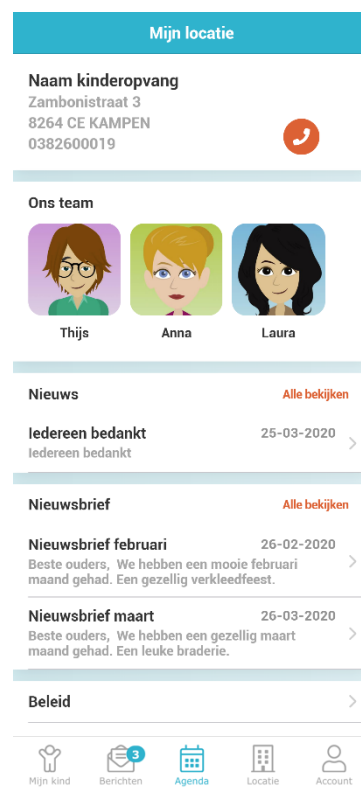 Mijn locatie
Naam kinderopvang
Zambonistraat 3
8264 CE KAMPEN
0382600019
Ons team
Thijs Anna Laura
Nieuws Alle bekijken
Iedereen bedankt 25-03-2020
Iedereen bedankt
Nieuwsbrief Alle bekijken
Nieuwsbrief februari 26-02-2020
Beste ouders, We hebben een mooie februari
maand gehad. Een gezellig verkleedfeest.
Nieuwsbrief maart 26-03-2020
Beste ouders, We hebben een gezellig maart
maand gehad. Een leuke braderie.
Beleid
3
Mijn kind Berichten Agenda Locatie Account